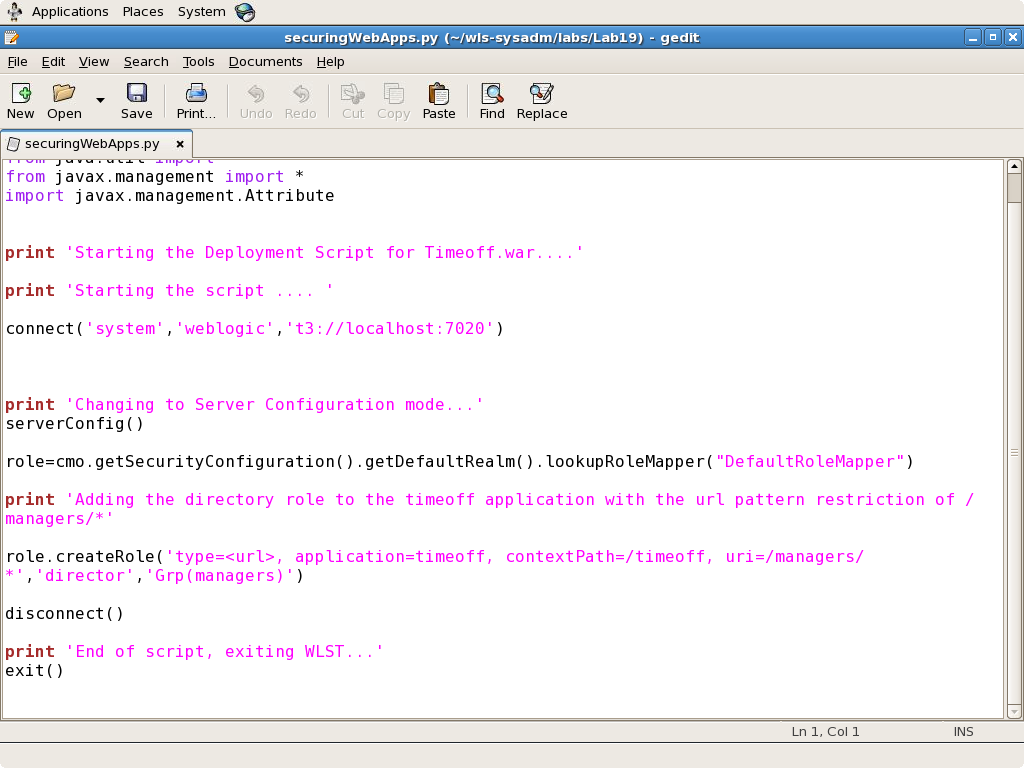 Applications Places System
securingWebApps.py (~/wls-sysadm/labs/Lab19) - gedit
File Edit View Search Tools Documents Help
New Open Save Print... Undo Redo Cut Copy Paste Find Replace
securingWebApps.py
from java.util import
from javax.management import *
import javax.management.Attribute
print 'Starting the Deployment Script for Timeoff.war....'
print 'Starting the script .... '
connect('system','weblogic','t3://localhost:7020')
print 'Changing to Server Configuration mode...'
serverConfig()
role=cmo.getSecurityConfiguration().getDefaultRealm().lookupRoleMapper("DefaultRoleMapper")
print 'Adding the directory role to the timeoff application with the url pattern restriction of /
managers/*'
role.createRole('type=<url>, application=timeoff, contextPath=/timeoff, uri=/managers/
*','director','Grp(managers)')
disconnect()
print 'End of script, exiting WLST...'
exit()
Ln 1, Col 1 INS